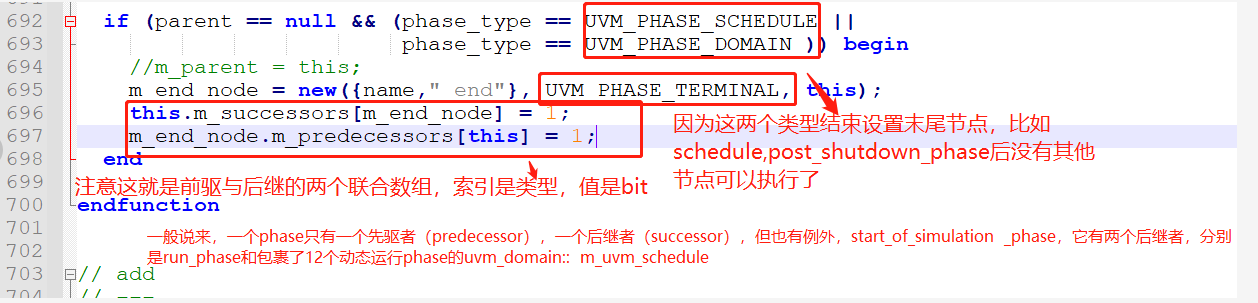 692 if (parent == null && (phase_type == UVM_PHASE_SCHEDULE ||
693 phase_type == UVM_PHASE_DOMAIN )) begin
694 //m_parent = this;
695 m_end_node = new({name,"_end"}, UVM_PHASE_TERMINAL, this);
696 this.m_successors[m_end_node] = 1;
697 m_end_node.m_predecessors[this] = 1;
698 end
因为这两个类型结束设置末尾节点，比如
schedule,post_shutdown_phase后没有其他
节点可以执行了
699
注意这就是前驱与后继的两个联合数组，索引是类型，值是bit
700 endfunction
701
一般说来，一个phase只有一个先驱者（predecessor）,一个后继者（successor）,但也有例外，start_of_simulation _phase，它有两个后继者，分别
702
是run_phase和包裹了12个动态运行phase的uvm_domain:: m_uvm_schedule
703 // add
704 // ---